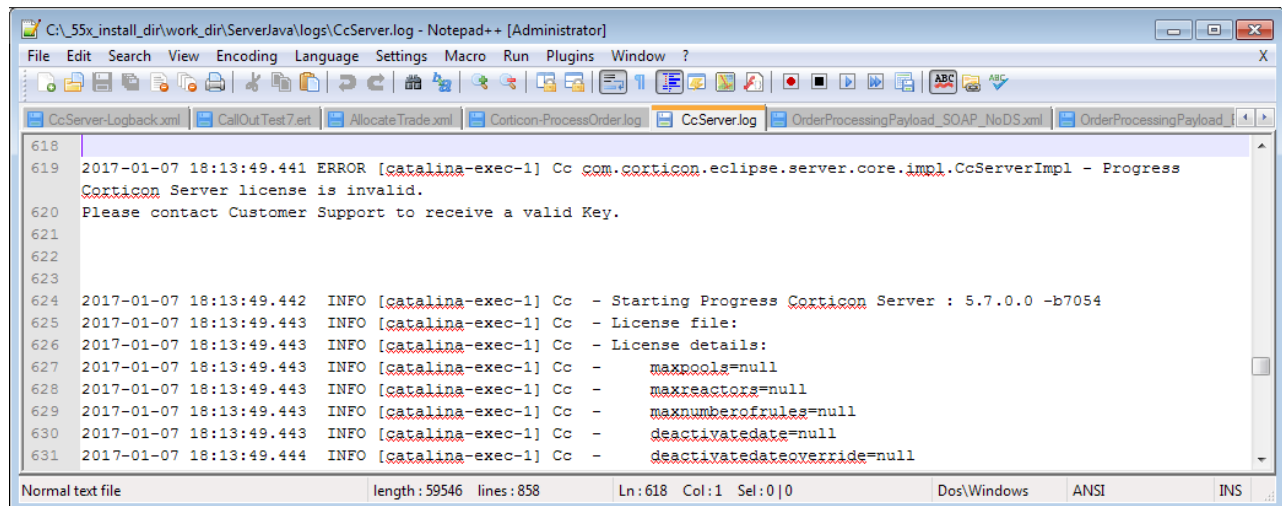 C:\_55x_install_dir\work_dir\ServerJava\logs\CcServer.log - Notepad++ [Administrator]
File Edit Search View Encoding Language Settings Macro Run Plugins Window ? X
CcServer-Logback.xml CallOutTest7.ert AllocateTrade.xml Corticon-ProcessOrder.log CcServer.log OrderProcessingPayload_SOAP_NoDS.xml
618
619 2017-01-07 18:13:49.441 ERROR [catalina-exec-1] Cc com.corticon.eclipse.server.core.impl.CcServerImpl - Progress
Corticon Server license is invalid.
620 Please contact Customer Support to receive a valid Key.
621
622
623
624 2017-01-07 18:13:49.442 INFO [catalina-exec-1] Cc - Starting Progress Corticon Server : 5.7.0.0 -b7054
625 2017-01-07 18:13:49.443 INFO [catalina-exec-1] Cc - License file:
626 2017-01-07 18:13:49.443 INFO [catalina-exec-1] Cc - License details:
627 2017-01-07 18:13:49.443 INFO [catalina-exec-1] Cc - maxpools=null
628 2017-01-07 18:13:49.443 INFO [catalina-exec-1] Cc - maxreactors=null
629 2017-01-07 18:13:49.443 INFO [catalina-exec-1] Cc - maxnumberofrules=null
630 2017-01-07 18:13:49.443 INFO [catalina-exec-1] Cc - deactivatedate=null
631 2017-01-07 18:13:49.444 INFO [catalina-exec-1] Cc - deactivatedateoverride=null
Normal text file length : 59546 lines : 858 Ln : 618 Col : 1 Sel : 0 | 0 Dos\Windows ANSI INS